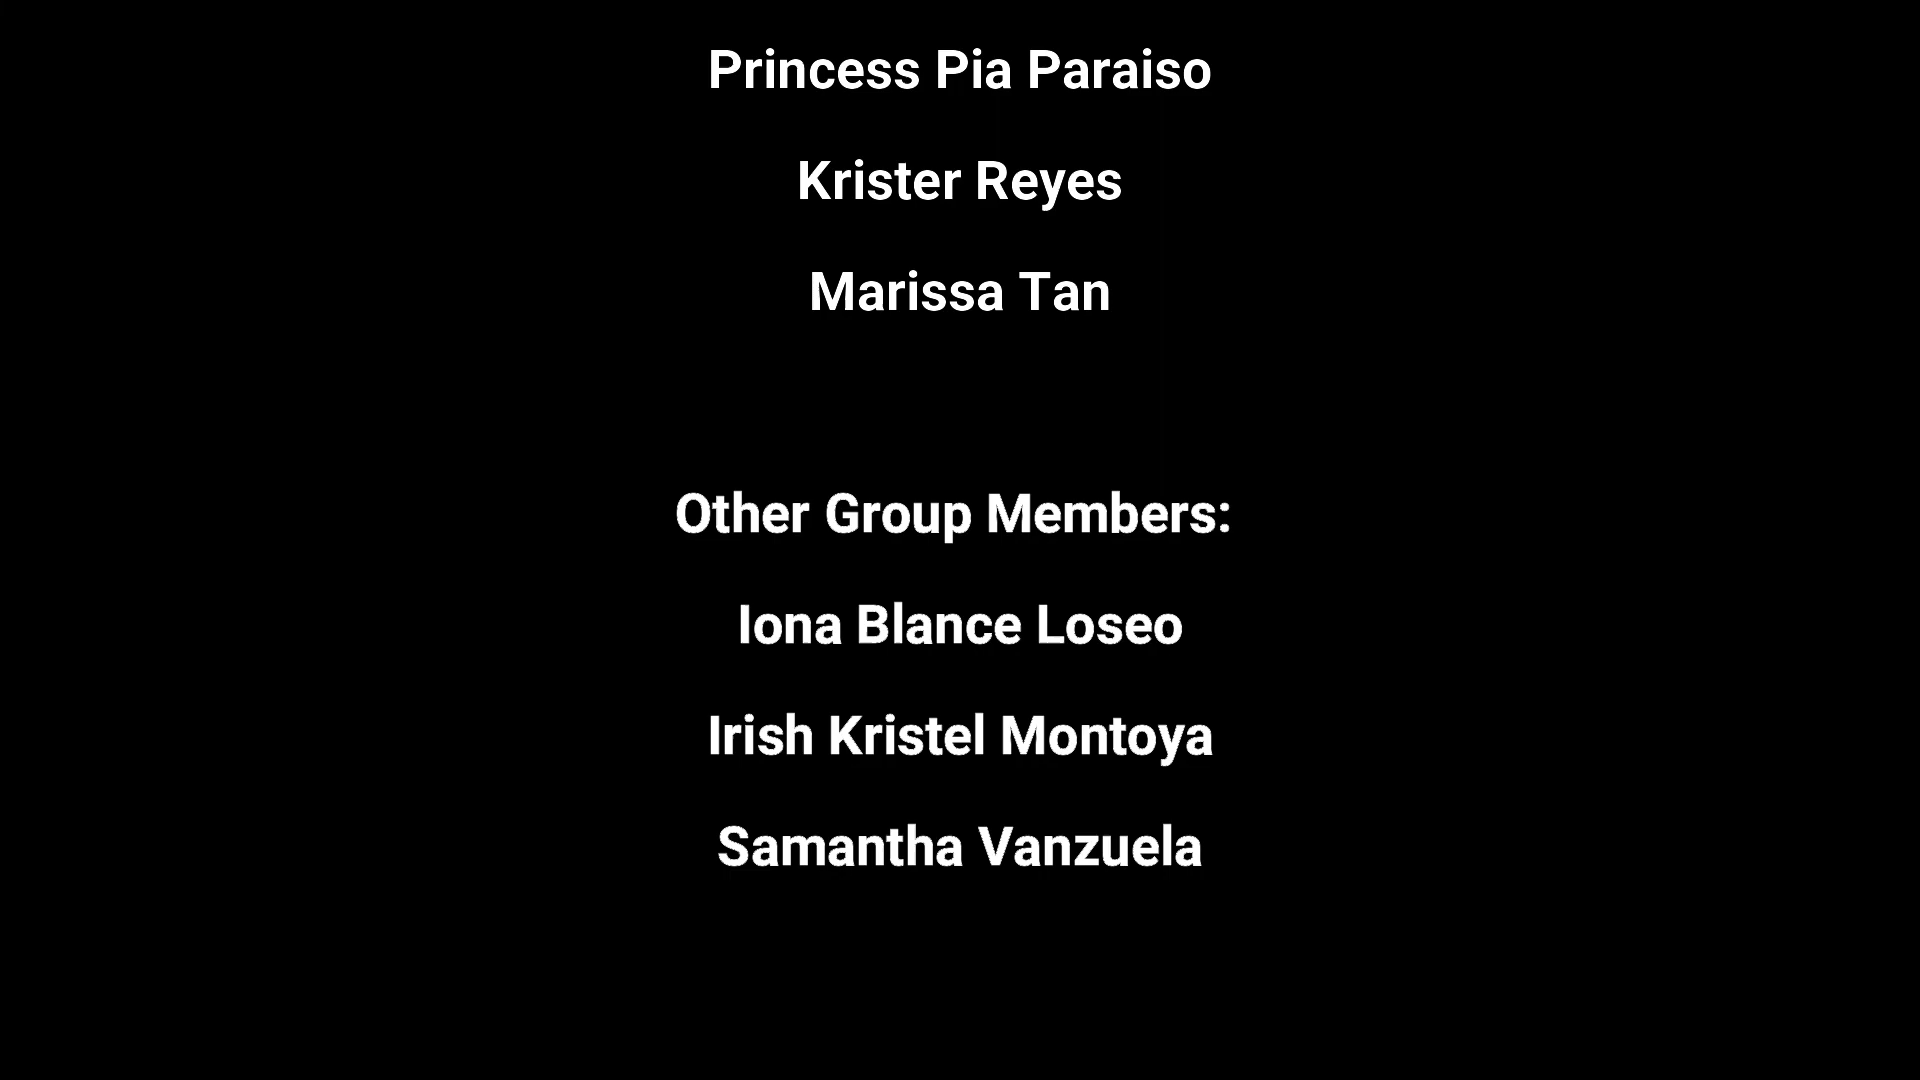 Princess Pia Paraiso
Krister Reyes
Marissa Tan
Other Group Members:
Iona Blance Loseo
Irish Kristel Montoya
Samantha Vanzuela